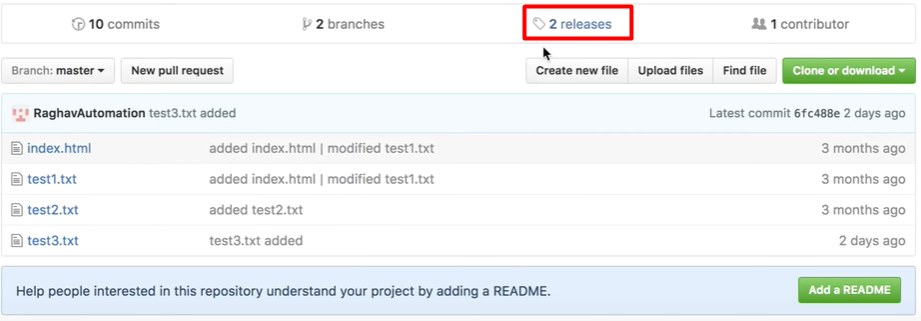 10 commits 2 branches 2 releases 1 contributor
Branch: master New pull request Create new file Upload files Find file Clone or download
RaghavAutomation test3.txt added Latest commit 6fc488e 2 days ago
index.html added index.html | modified test1.txt 3 months ago
test1.txt added index.html | modified test1.txt 3 months ago
test2.txt added test2.txt 3 months ago
test3.txt test3.txt added 2 days ago
Help people interested in this repository understand your project by adding a README. Add a README